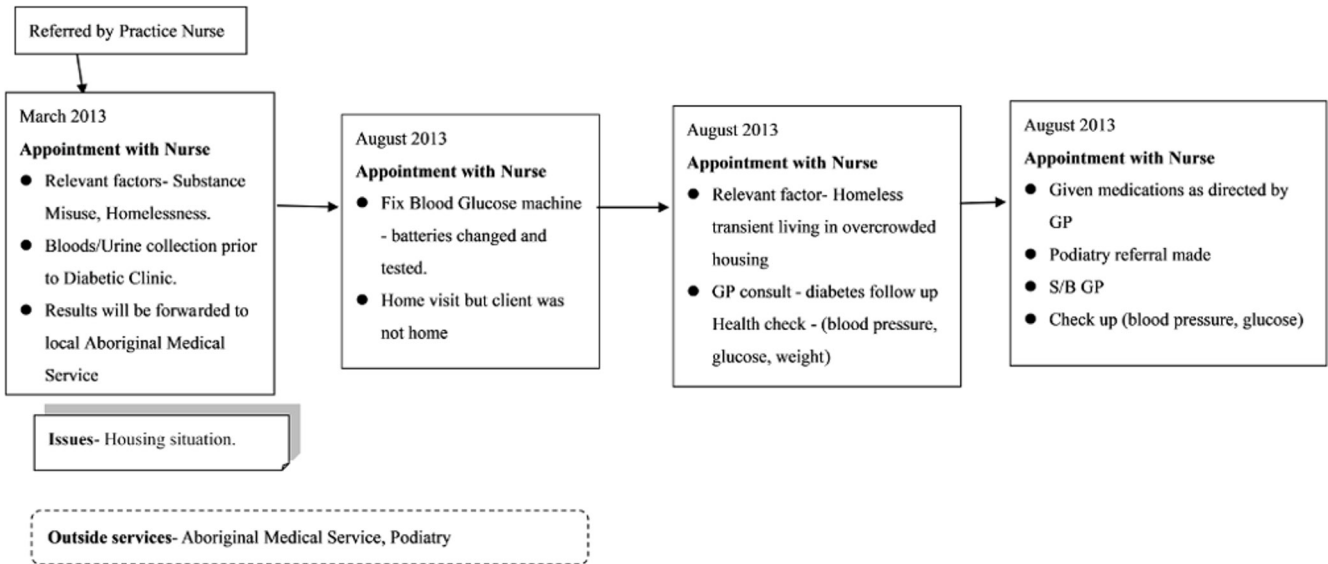 Referred by Practice Nurse
March 2013
Appointment with Nurse
● Relevant factors- Substance
Misuse, Homelessness.
● Bloods/Urine collection prior
to Diabetic Clinic.
● Results will be forwarded to
local Aboriginal Medical
Service
Issues- Housing situation.
August 2013
Appointment with Nurse
● Fix Blood Glucose machine
- batteries changed and
tested.
● Home visit but client was
not home
August 2013
Appointment with Nurse
● Relevant factor- Homeless
transient living in overcrowded
housing
● GP consult - diabetes follow up
Health check - (blood pressure,
glucose, weight)
August 2013
Appointment with Nurse
● Given medications as directed by
GP
● Podiatry referral made
● S/B GP
● Check up (blood pressure, glucose)
Outside services- Aboriginal Medical Service, Podiatry